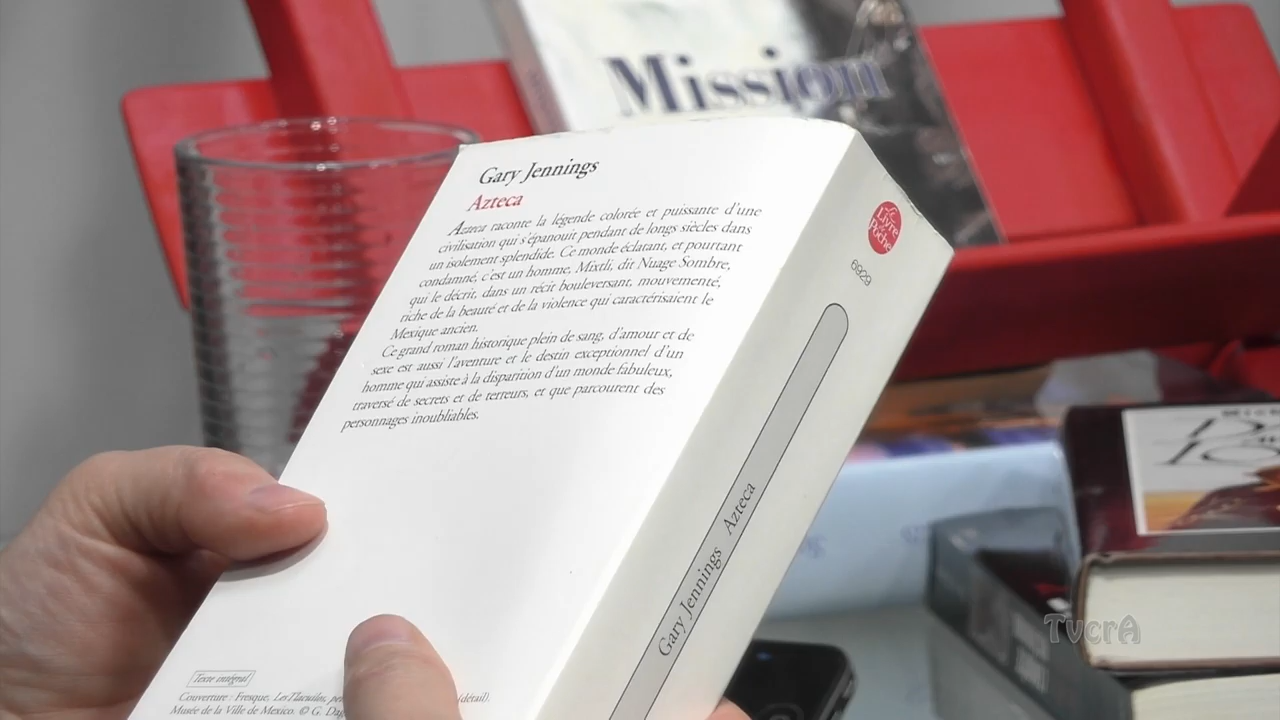 Mission
Gary Jennings
Azteca
Azteca raconte la légende colorée et puissante d'une
civilisation qui s'épanouit pendant de longs siècles dans
un isolement splendide. Ce monde éclatant, et pourtant
condamné, c'est un homme, Mixtli, dit Nuage Sombre,
qui le décrit, dans un récit bouleversant, mouvementé,
riche de la beauté et de la violence qui caractérisaient le
Mexique ancien.
Ce grand roman historique plein de sang, d'amour et de
sexe est aussi l'aventure et le destin exceptionnel d'un
homme qui assiste à la disparition d'un monde fabuleux,
traversé de secrets et de terreurs, et que parcourent des
personnages inoubliables.
Texte intégral
Couverture : Fresque, Les Tlacuilos, (détail).
Musée de la Ville de Mexico. © G.
Le
Livre
de
Poche
6929
Gary Jennings Azteca
TvcrA